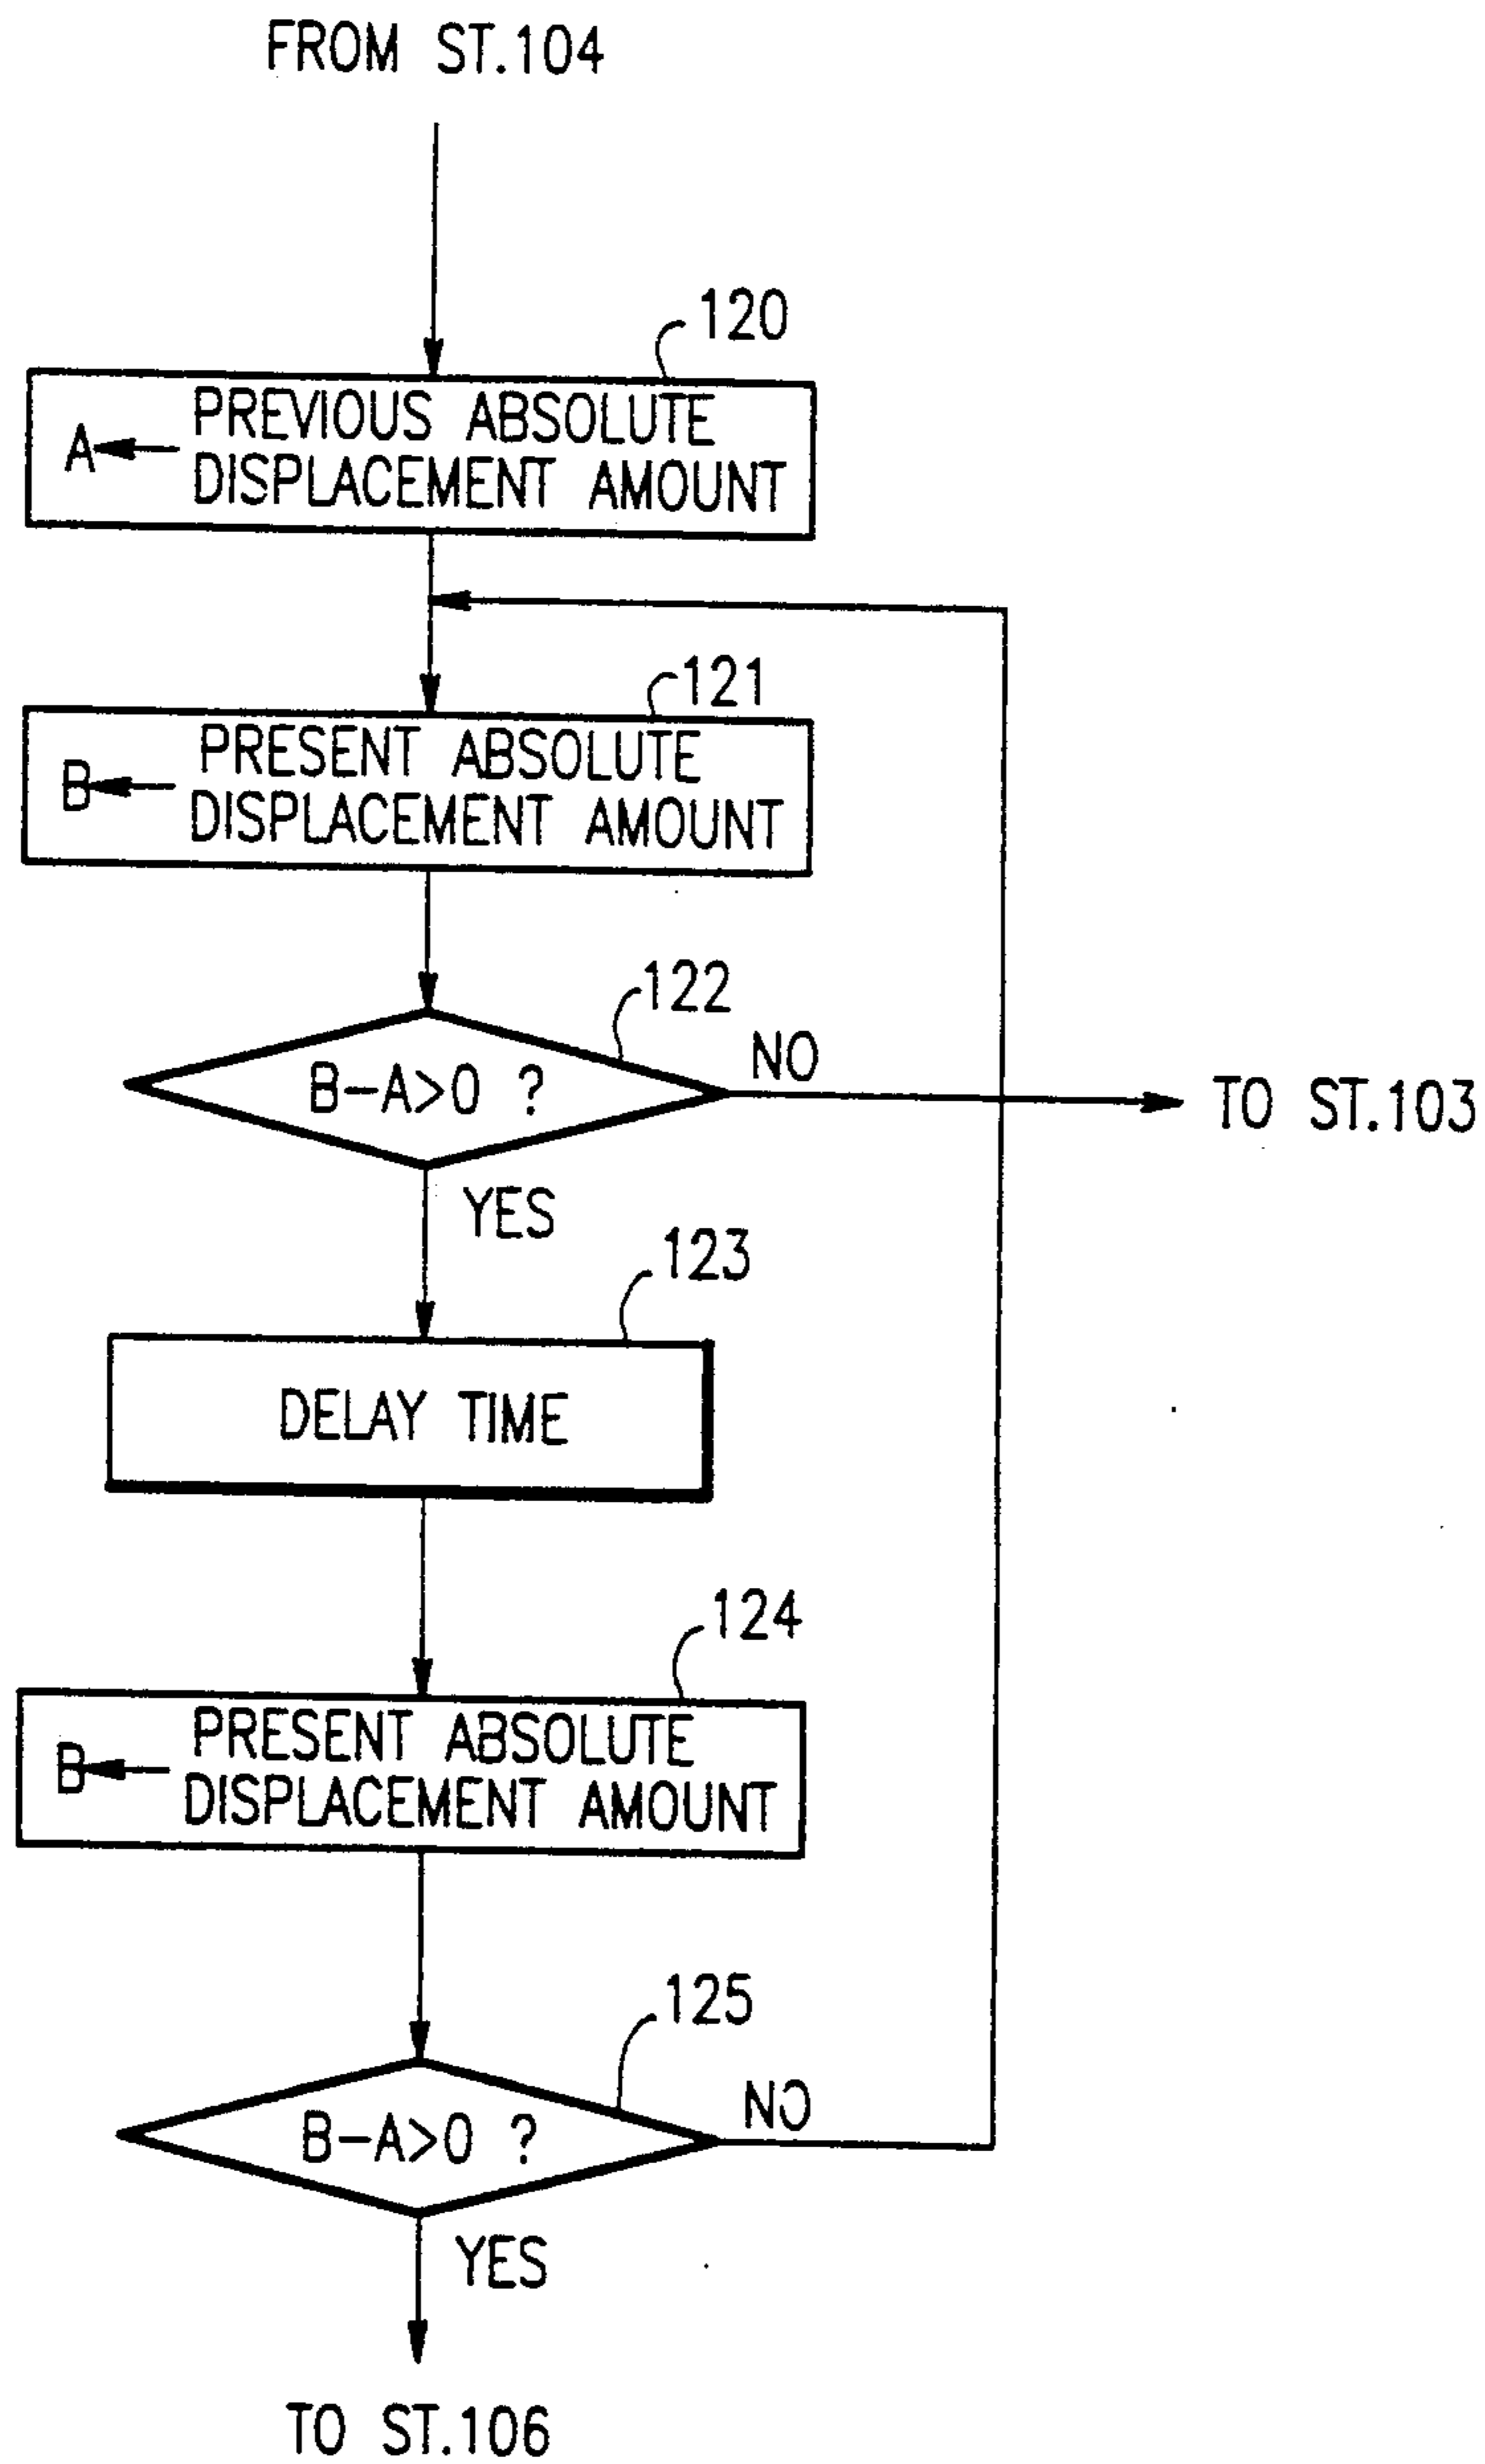 FROM ST.104
120
PREVIOUS ABSOLUTE
A DISPLACEMENT AMOUNT
121
PRESENT ABSOLUTE
B DISPLACEMENT AMOUNT
122
B-A>0 ?
NO
TO ST.103
YES
123
DELAY TIME
124
PRESENT ABSOLUTE
B DISPLACEMENT AMOUNT
125
B-A>0 ?
NO
YES
TO ST.106